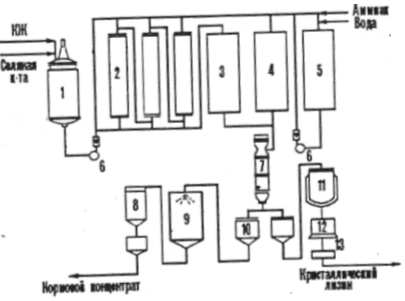 Аммиак
Вода
КЖ
Соляная
к-та
1
2
3
4
5
6
6
7
8
9
10
11
12
13
Кормовой концентрат
Кристаллический
лизин